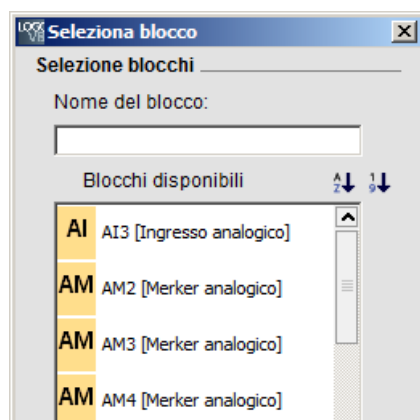 Seleziona blocco
Selezione blocchi
Nome del blocco:
Blocchi disponibili
AI AI3 [Ingresso analogico]
AM AM2 [Merker analogico]
AM AM3 [Merker analogico]
AM AM4 [Merker analogico]